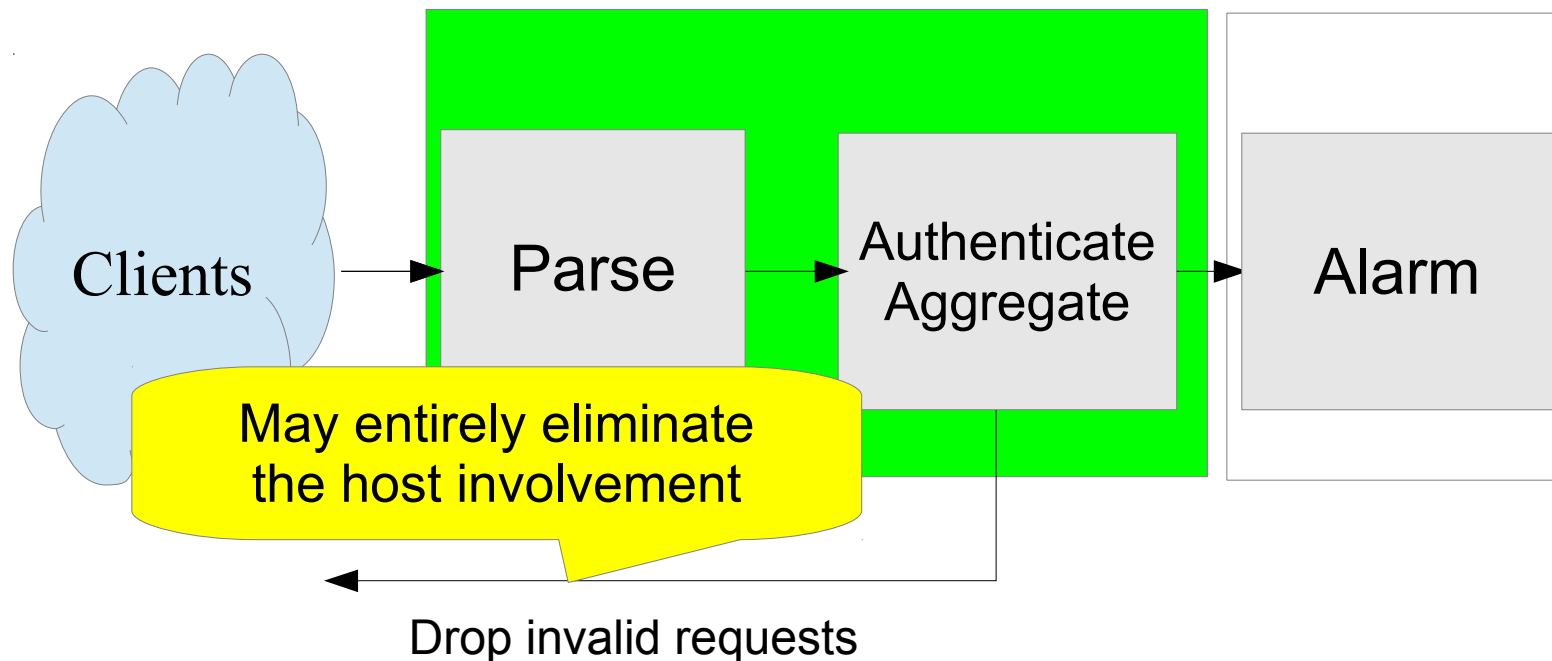 Clients
Parse
Authenticate
Aggregate
Alarm
May entirely eliminate
the host involvement
Drop invalid requests